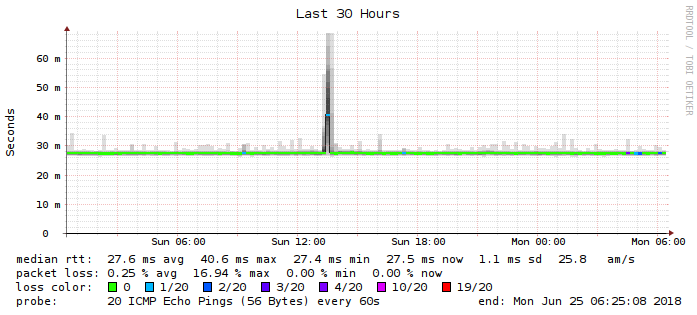 Last 30 Hours
RRDTOOL / TOBI OETIKER
Seconds
60 m
50 m
40 m
30 m
20 m
10 m
0
Sun 06:00 Sun 12:00 Sun 18:00 Mon 00:00 Mon 06:00
median rtt: 27.6 ms avg 40.6 ms max 27.4 ms min 27.5 ms now 1.1 ms sd 25.8 am/s
packet loss: 0.25 % avg 16.94 % max 0.00 % min 0.00 % now
loss color: 0 1/20 2/20 3/20 4/20 10/20 19/20
probe: 20 ICMP Echo Pings (56 Bytes) every 60s end: Mon Jun 25 06:25:08 2018